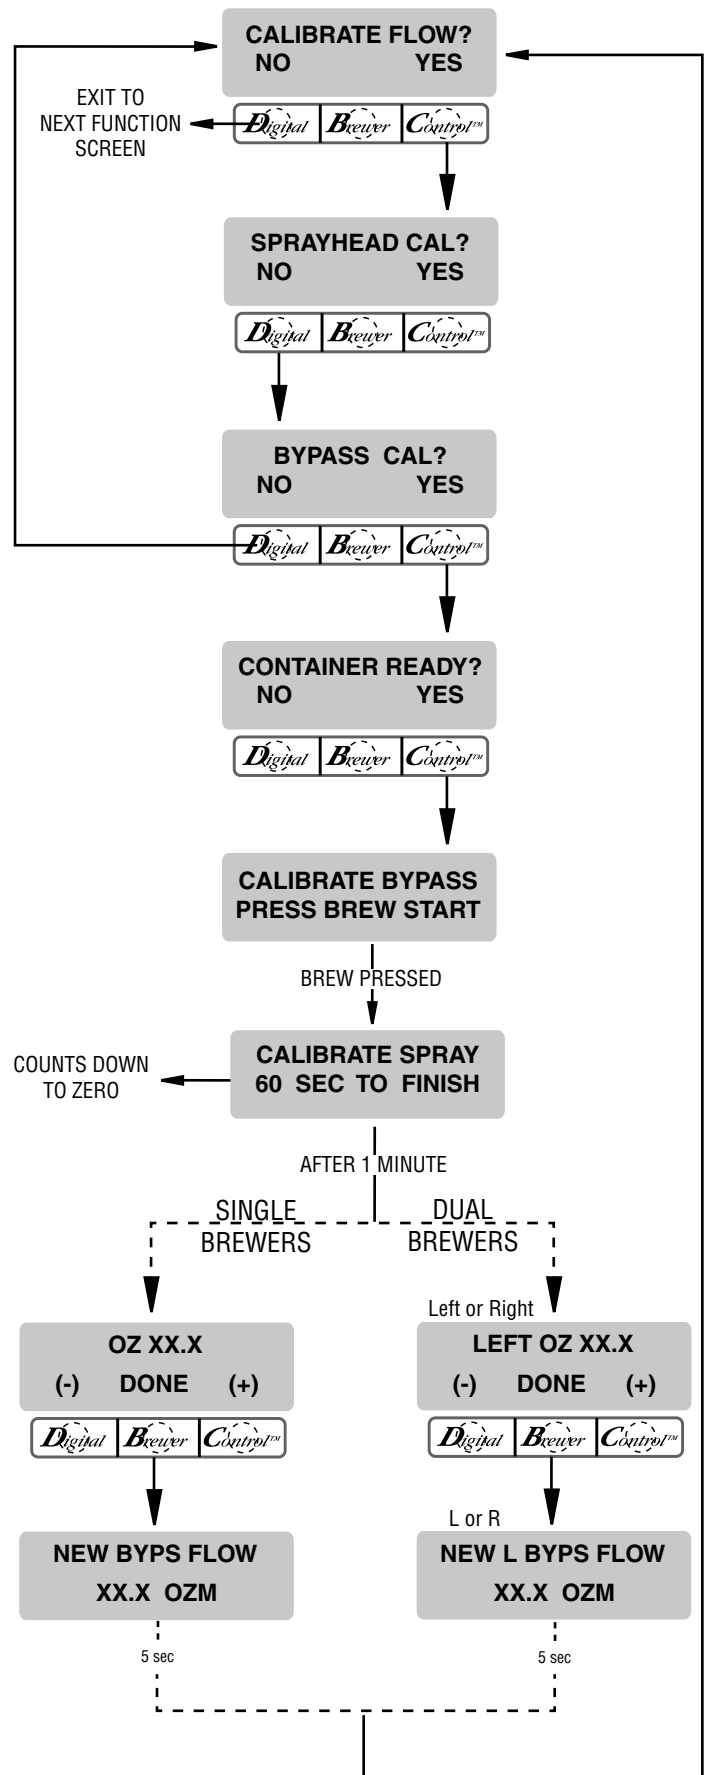 CALIBRATE FLOW?
NO YES
EXIT TO
NEXT FUNCTION
SCREEN
Digital Brewer Control™
SPRAYHEAD CAL?
NO YES
Digital Brewer Control™
BYPASS CAL?
NO YES
Digital Brewer Control™
CONTAINER READY?
NO YES
Digital Brewer Control™
CALIBRATE BYPASS
PRESS BREW START
BREW PRESSED
CALIBRATE SPRAY
60 SEC TO FINISH
COUNTS DOWN
TO ZERO
AFTER 1 MINUTE
SINGLE
BREWERS
DUAL
BREWERS
OZ XX.X
(-) DONE (+)
Digital Brewer Control™
Left or Right
LEFT OZ XX.X
(-) DONE (+)
Digital Brewer Control™
NEW BYPS FLOW
XX.X OZM
L or R
NEW L BYPS FLOW
XX.X OZM
5 sec
5 sec